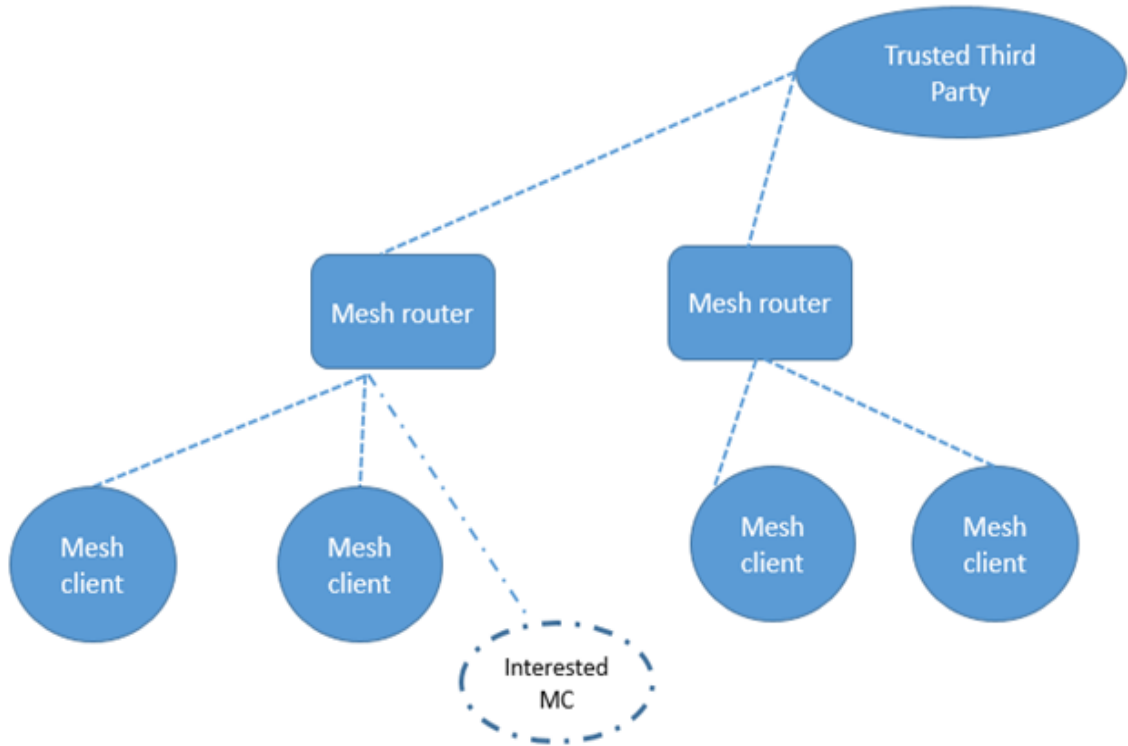 Trusted Third
Party
Mesh router
Mesh router
Mesh
client
Mesh
client
Mesh
client
Mesh
client
Interested
MC